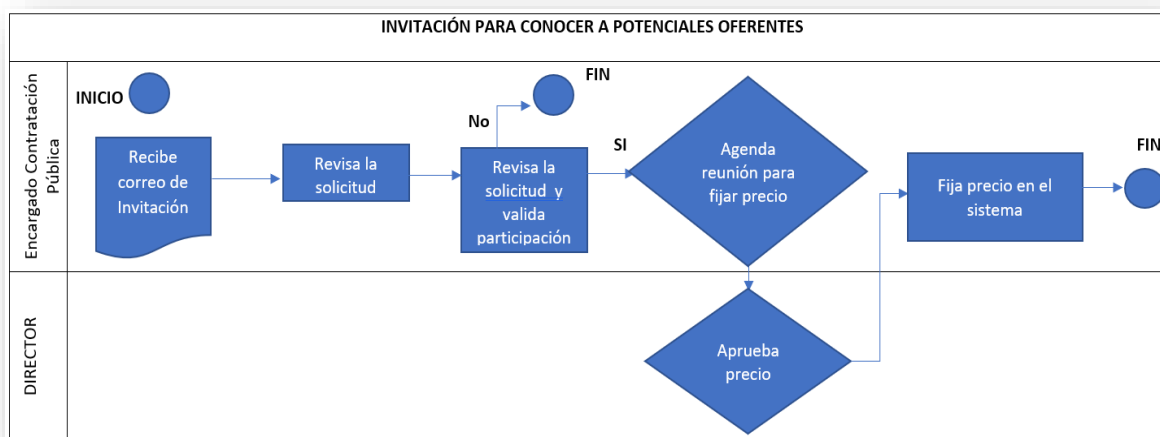 INVITACIÓN PARA CONOCER A POTENCIALES OFERENTES
Encargado Contratación
Pública
INICIO
Recibe
correo de
Invitación
Revisa la
solicitud
No
FIN
Revisa la
solicitud y
valida
participación
SI
Agenda
reunión para
fijar precio
Fija precio en el
sistema
FIN
DIRECTOR
Aprueba
precio